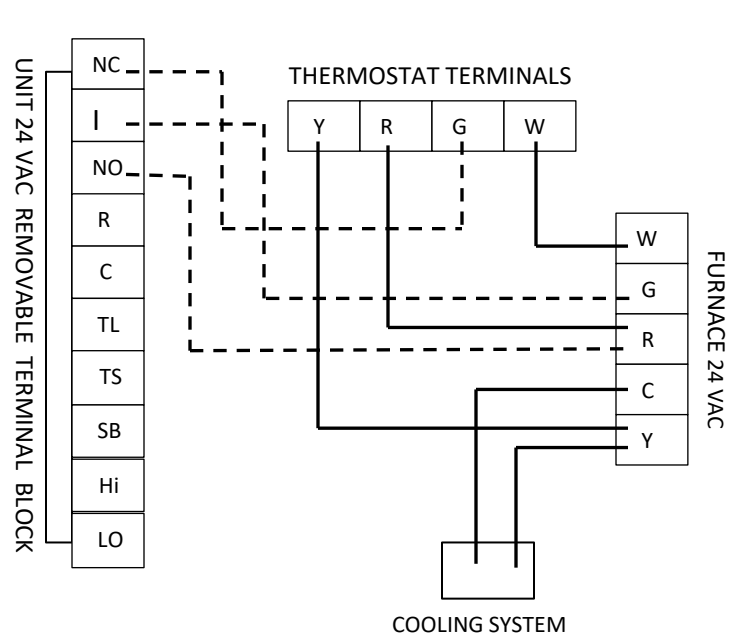 UNIT 24 VAC REMOVABLE TERMINAL BLOCK
NC
I
NO
R
C
TL
TS
SB
Hi
LO
THERMOSTAT TERMINALS
Y R G W
W
G
R
C
Y
FURNACE 24 VAC
COOLING SYSTEM